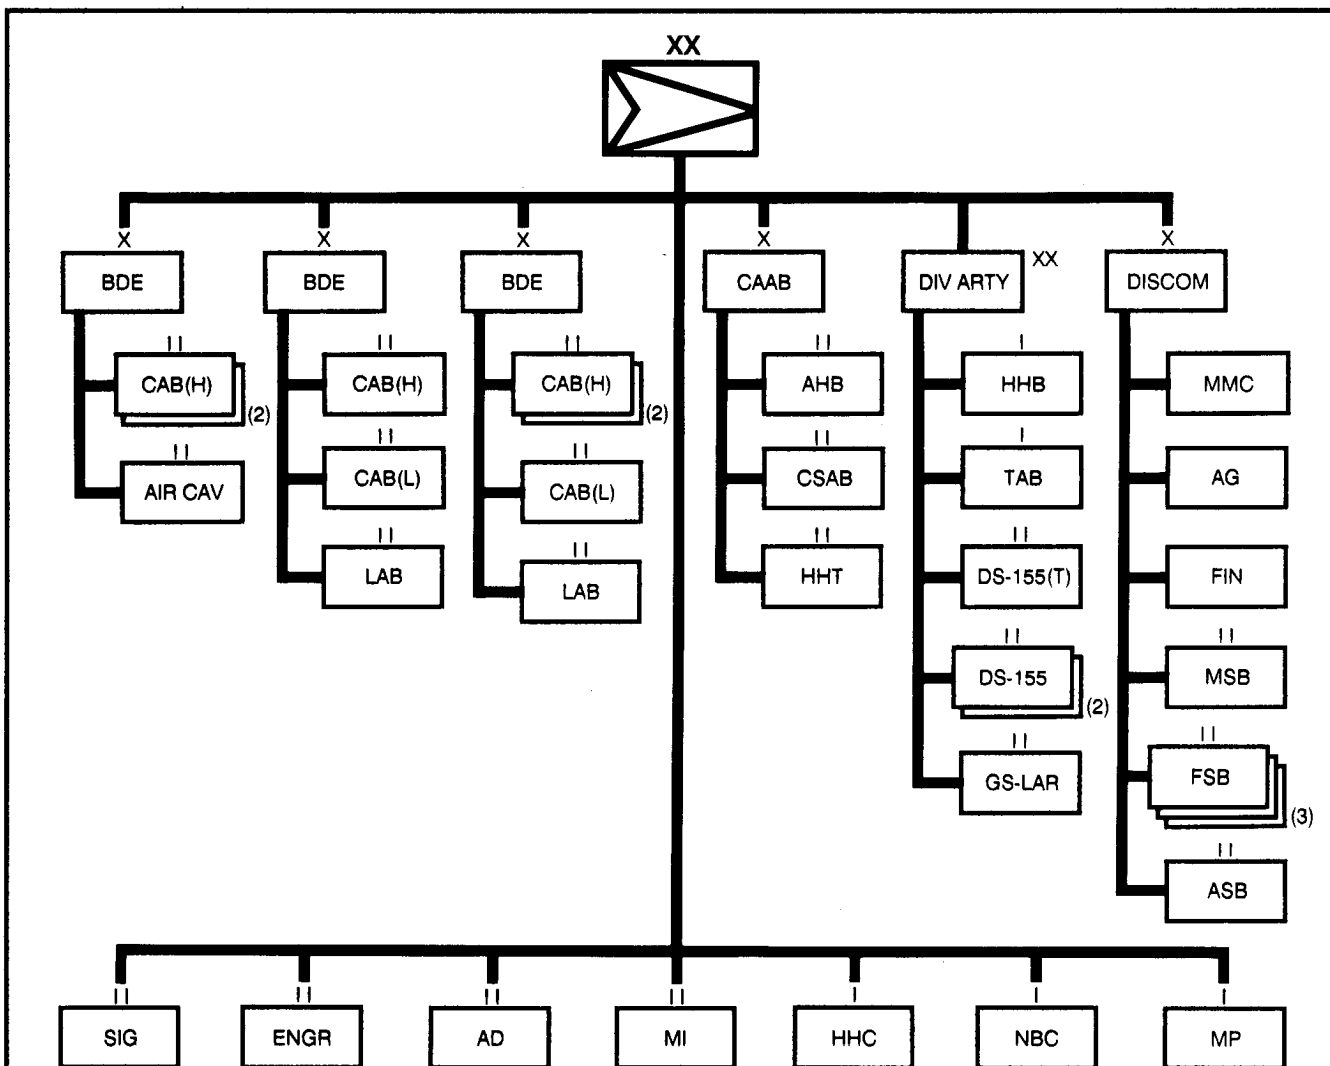 XX
X X X X X
BDE BDE BDE CAAB DIV ARTY XX DISCOM
II II II II I
CAB(H) (2) CAB(H) CAB(H) (2) AHB HHB MMC
II II II II I
AIR CAV CAB(L) CAB(L) CSAB TAB AG
II II II II
LAB LAB HHT DS-155(T) FIN
II II
DS-155 (2) MSB
II II
GS-LAR FSB (3)
II
ASB
II II II II I I I
SIG ENGR AD MI HHC NBC MP